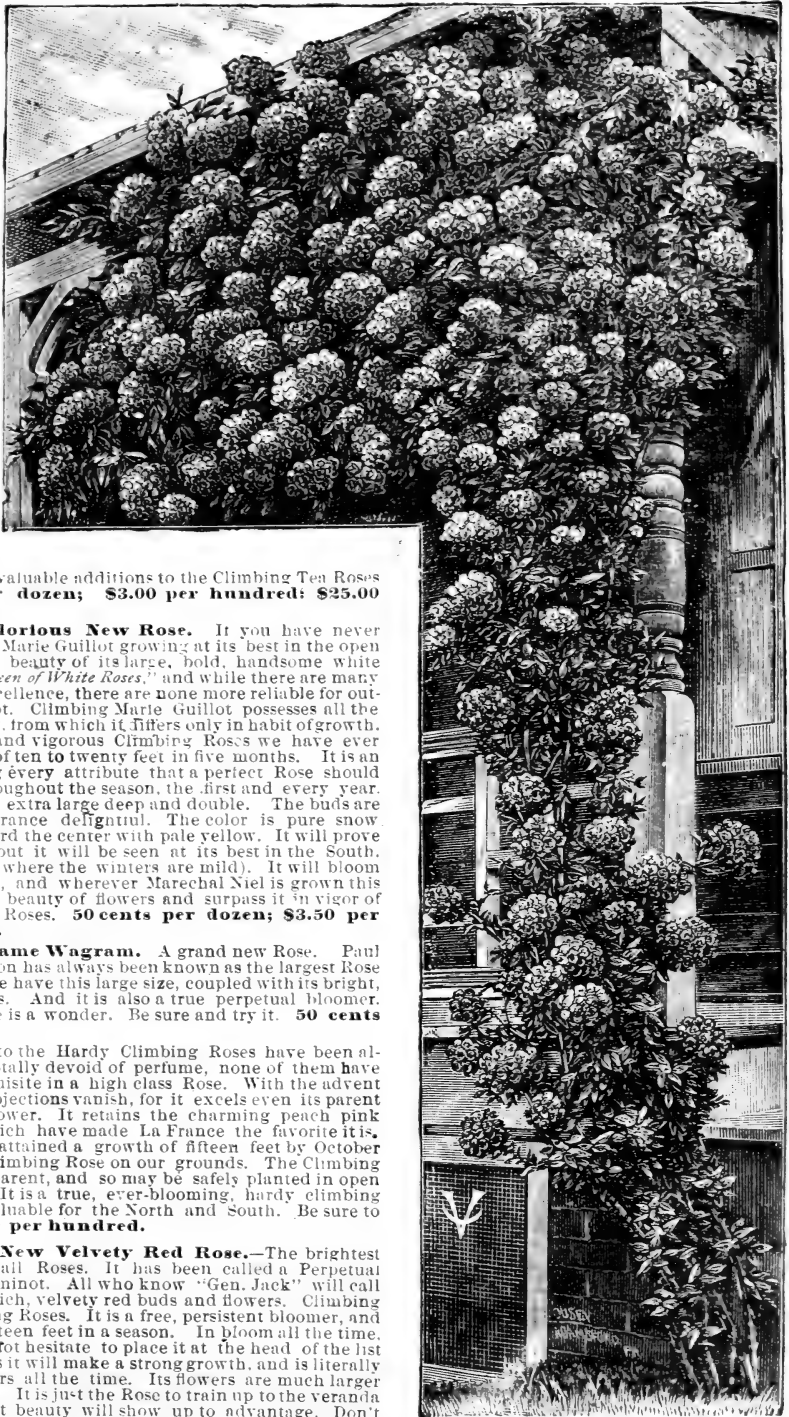 valuable additions to the Climbing Tea Roses
dozen; $3.00 per hundred; $25.00
lorious New Rose. If you have never
Marie Guillot growing at its best in the open
beauty of its large, bold, handsome white
en of White Roses," and while there are many
ellence, there are none more reliable for out-
ot. Climbing Marie Guillot possesses all the
, from which it differs only in habit of growth.
and vigorous Climbing Roses we have ever
of ten to twenty feet in five months. It is an
g every attribute that a perfect Rose should
oughout the season, the first and every year.
extra large deep and double. The buds are
rance delightful. The color is pure snow
rd the center with pale yellow. It will prove
but it will be seen at its best in the South.
where the winters are mild). It will bloom
, and wherever Marechal Niel is grown this
beauty of flowers and surpass it in vigor of
Roses. 50 cents per dozen; $3.50 per
ame Wagram. A grand new Rose. Paul
on has always been known as the largest Rose
e have this large size, coupled with its bright,
s. And it is also a true perpetual bloomer.
e is a wonder. Be sure and try it. 50 cents
to the Hardy Climbing Roses have been al-
tally devoid of perfume, none of them have
uisite in a high class Rose. With the advent
bjections vanish, for it excels even its parent
ower. It retains the charming peach pink
ich have made La France the favorite it is.
attained a growth of fifteen feet by October
imbing Rose on our grounds. The Climbing
arent, and so may be safely planted in open
It is a true, ever-blooming, hardy climbing
luable for the North and South. Be sure to
per hundred.
New Velvety Red Rose.—The brightest
all Roses. It has been called a Perpetual
minot. All who know "Gen. Jack" will call
ich, velvety red buds and flowers. Climbing
ng Roses. It is a free, persistent bloomer, and
teen feet in a season. In bloom all the time,
not hesitate to place it at the head of the list
s it will make a strong growth, and is literally
rs all the time. Its flowers are much larger
It is just the Rose to train up to the veranda
t beauty will show up to advantage. Don't